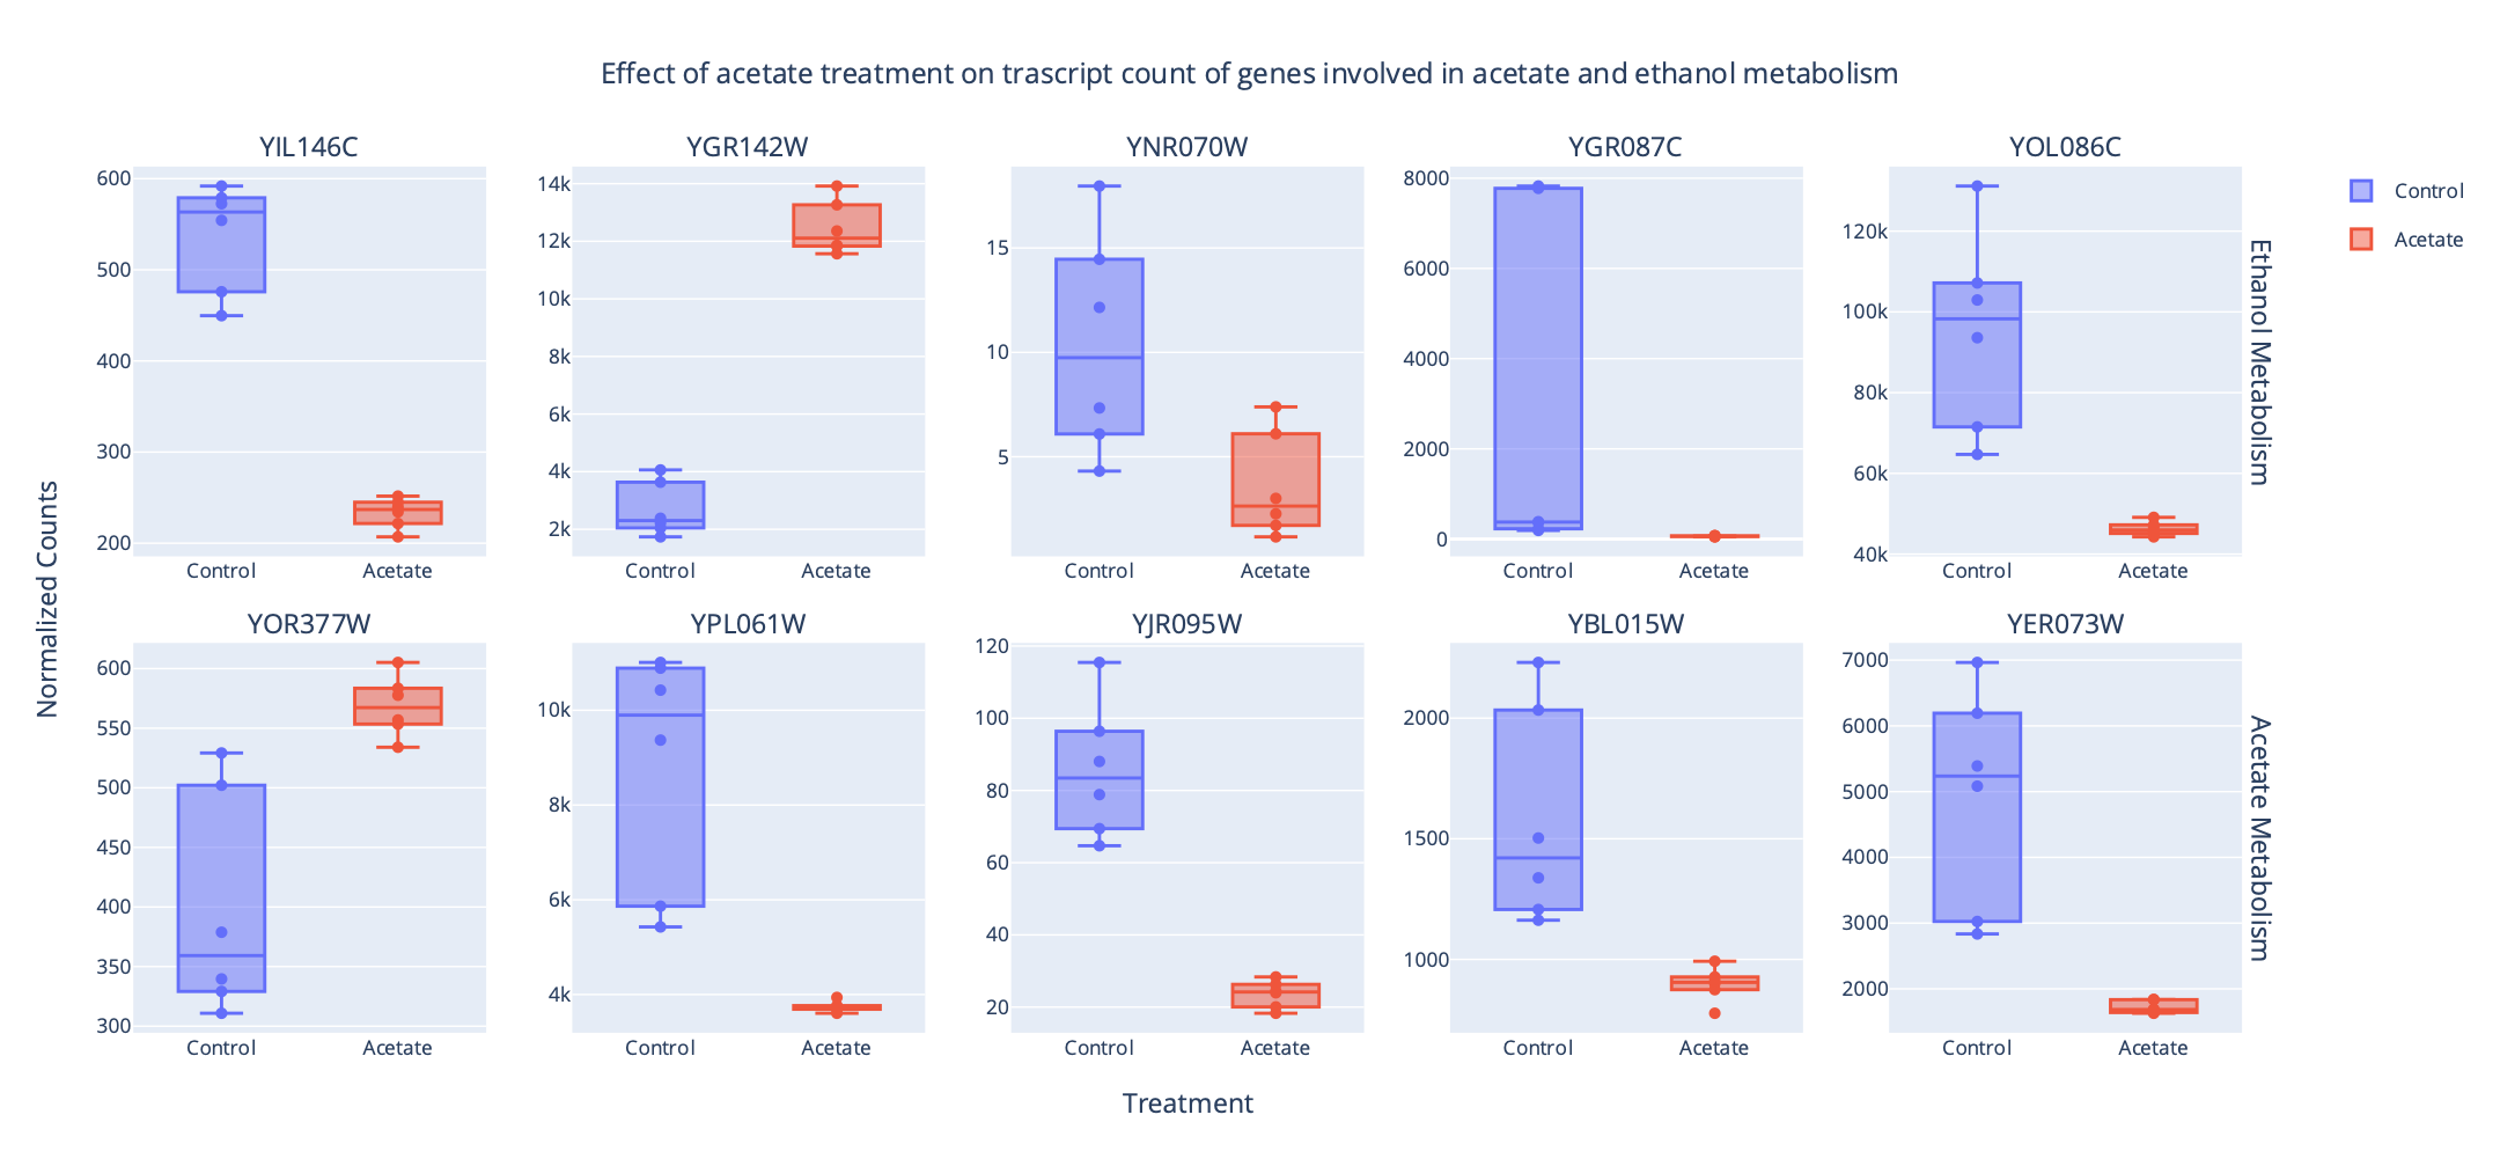 Effect of acetate treatment on trascript count of genes involved in acetate and ethanol metabolism
YIL146C
YGR142W
YNR070W
YGR087C
YOL086C
600
500
400
300
200
Control
Acetate
14k
12k
10k
8k
6k
4k
2k
Control
Acetate
15
10
5
Control
Acetate
8000
6000
4000
2000
0
Control
Acetate
120k
100k
80k
60k
40k
Control
Acetate
Ethanol Metabolism
Control
Acetate
Normalized Counts
YOR377W
YPL061W
YJR095W
YBL015W
YER073W
600
550
500
450
400
350
300
Control
Acetate
10k
8k
6k
4k
Control
Acetate
120
100
80
60
40
20
Control
Acetate
2000
1500
1000
Control
Acetate
7000
6000
5000
4000
3000
2000
Control
Acetate
Acetate Metabolism
Treatment